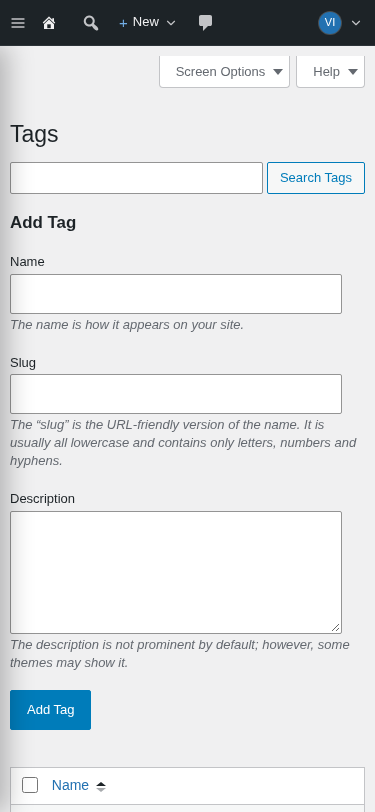 + New
VI
Screen Options
Help
Tags
Search Tags
Add Tag
Name
The name is how it appears on your site.
Slug
The “slug” is the URL-friendly version of the name. It is
usually all lowercase and contains only letters, numbers and
hyphens.
Description
The description is not prominent by default; however, some
themes may show it.
Add Tag
Name